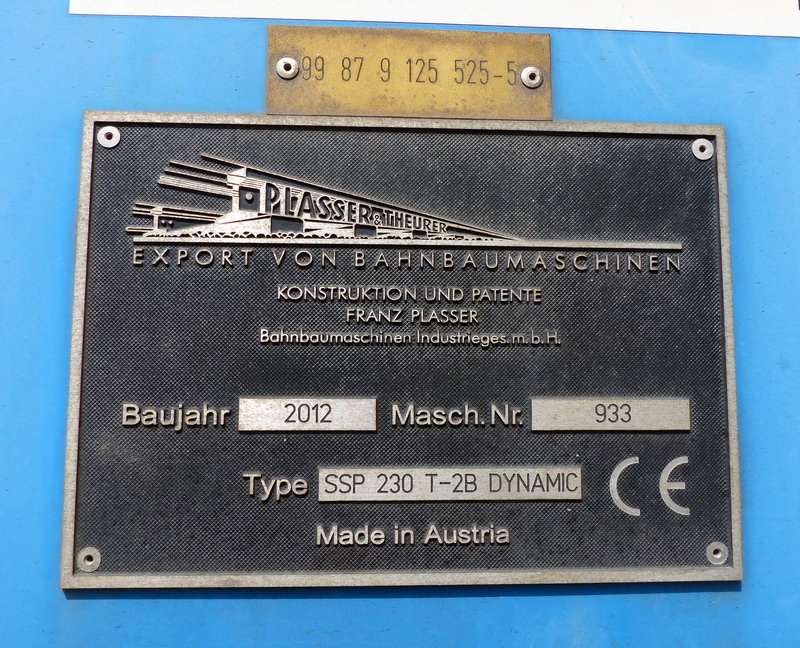 99 87 9 125 525-5
PLASSER & THEURER
EXPORT VON BAHNBAUMASCHINEN
KONSTRUKTION UND PATENTE
FRANZ PLASSER
Bahnbaumaschinen Industrieges. m. b. H.
Baujahr 2012 Masch. Nr. 933
Type SSP 230 T-2B DYNAMIC CE
Made in Austria